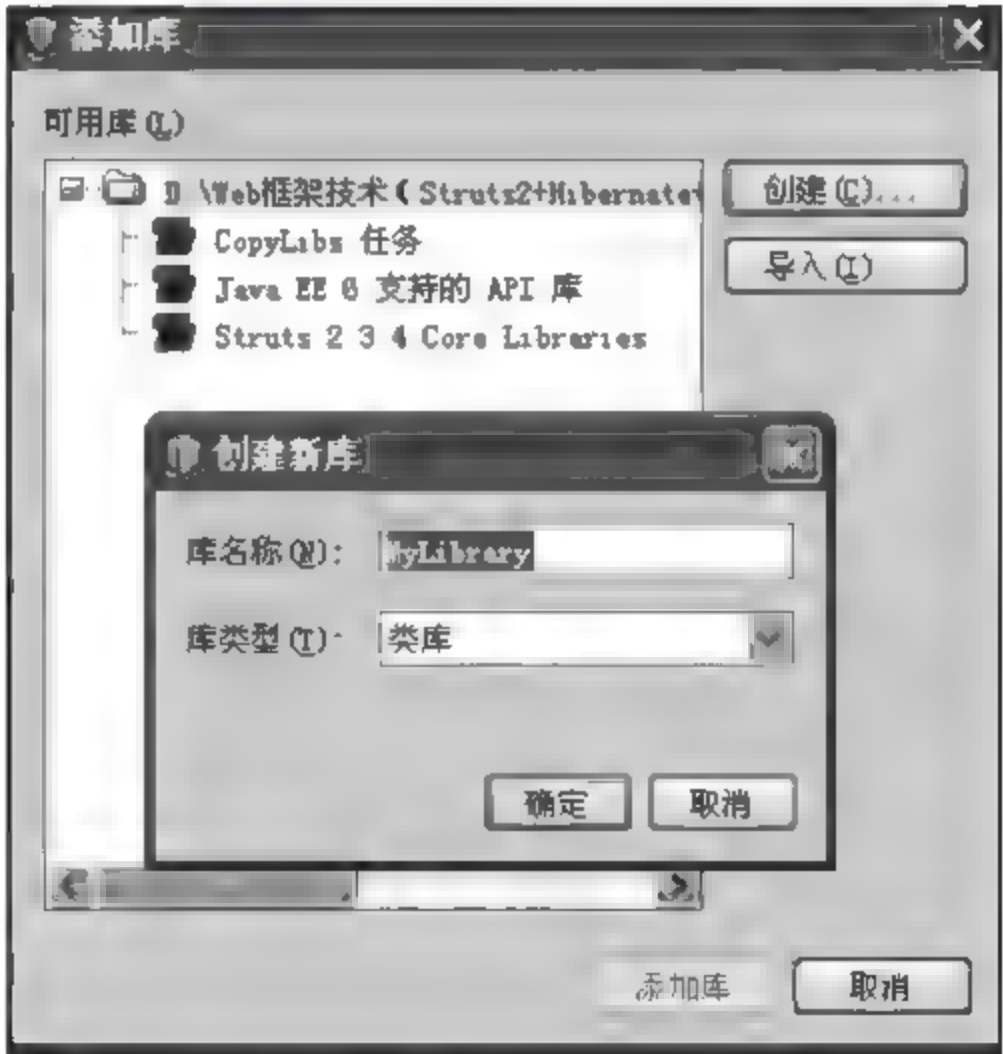 添加库
可用库(L)
D \Web框架技术(Struts2+Hibernate+
CopyLibs 任务
Java EE 6 支持的 API 库
Struts 2 3 4 Core Libraries
创建(C)...
导入(I)
创建新库
库名称(N):
MyLibrary
库类型(T):
类库
确定
取消
添加库
取消